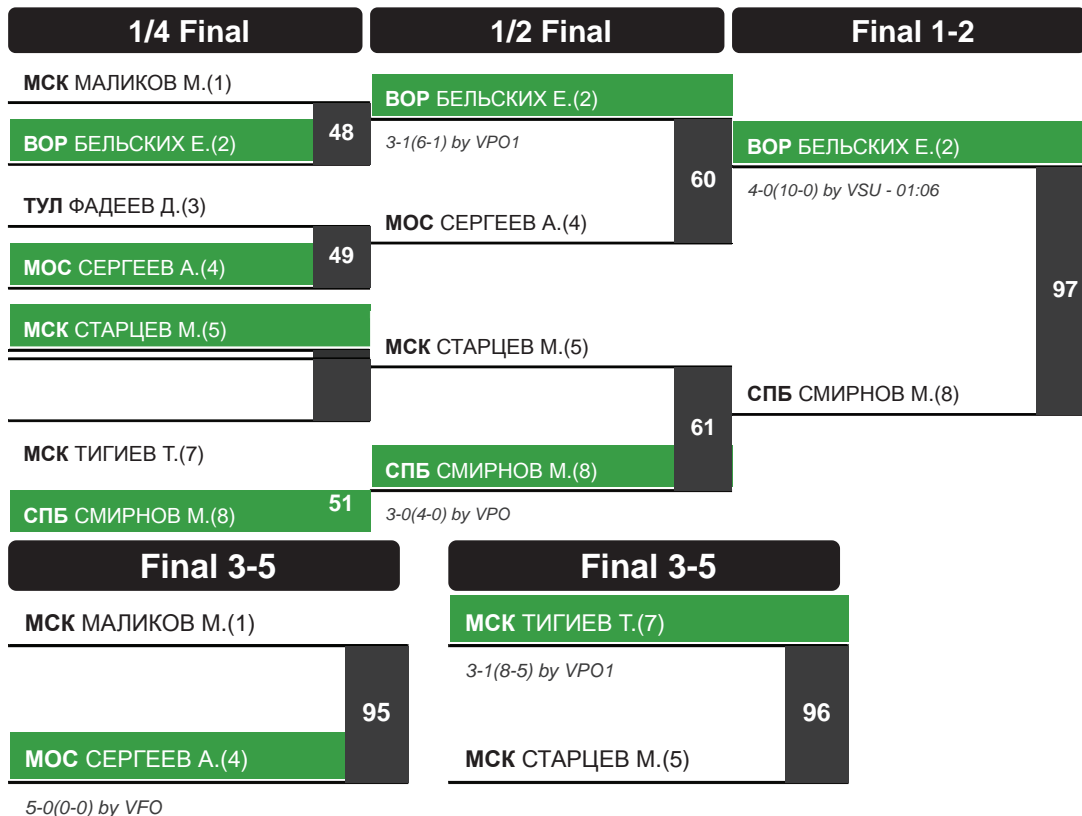 1/4 Final
1/2 Final
Final 1-2
МСК МАЛИКОВ М.(1)
ВОР БЕЛЬСКИХ Е.(2)
48
ТУЛ ФАДЕЕВ Д.(3)
МОС СЕРГЕЕВ А.(4)
49
МСК СТАРЦЕВ М.(5)
МСК ТИГИЕВ Т.(7)
СПБ СМИРНОВ М.(8)
51
ВОР БЕЛЬСКИХ Е.(2)
3-1(6-1) by VPO1
60
МОС СЕРГЕЕВ А.(4)
МСК СТАРЦЕВ М.(5)
61
СПБ СМИРНОВ М.(8)
3-0(4-0) by VPO
ВОР БЕЛЬСКИХ Е.(2)
4-0(10-0) by VSU - 01:06
97
СПБ СМИРНОВ М.(8)
Final 3-5
МСК МАЛИКОВ М.(1)
95
МОС СЕРГЕЕВ А.(4)
5-0(0-0) by VFO
Final 3-5
МСК ТИГИЕВ Т.(7)
3-1(8-5) by VPO1
96
МСК СТАРЦЕВ М.(5)